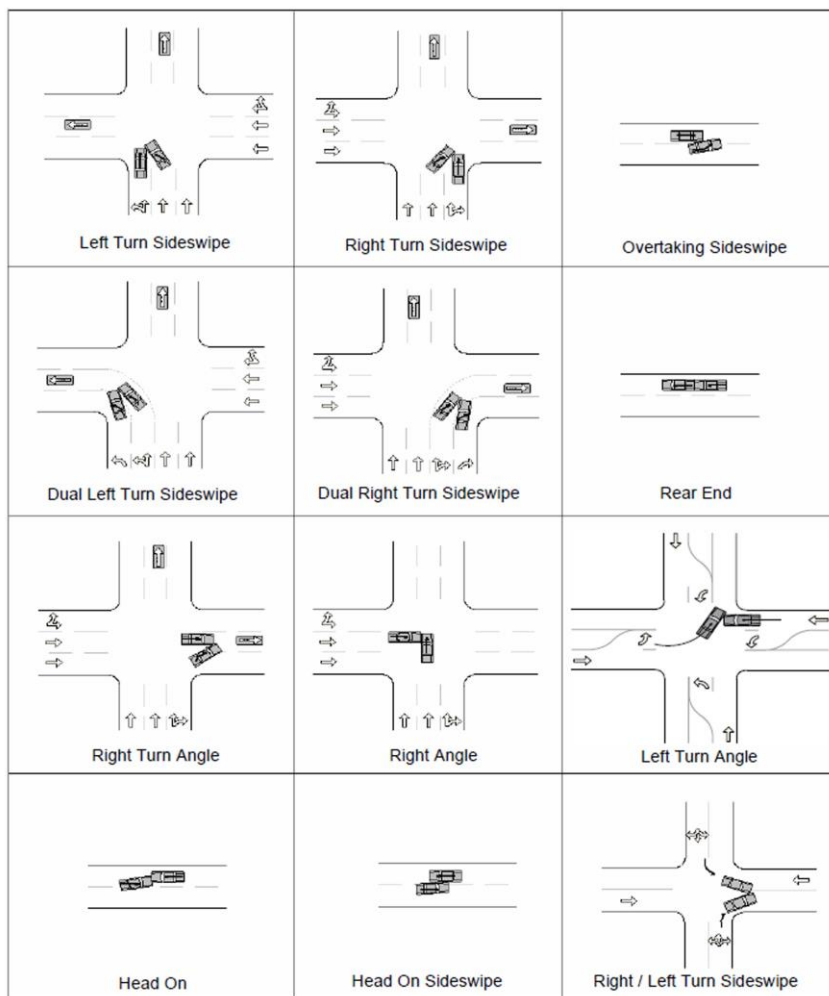 Left Turn Sideswipe
Right Turn Sideswipe
Overtaking Sideswipe
Dual Left Turn Sideswipe
Dual Right Turn Sideswipe
Rear End
Right Turn Angle
Right Angle
Left Turn Angle
Head On
Head On Sideswipe
Right / Left Turn Sideswipe